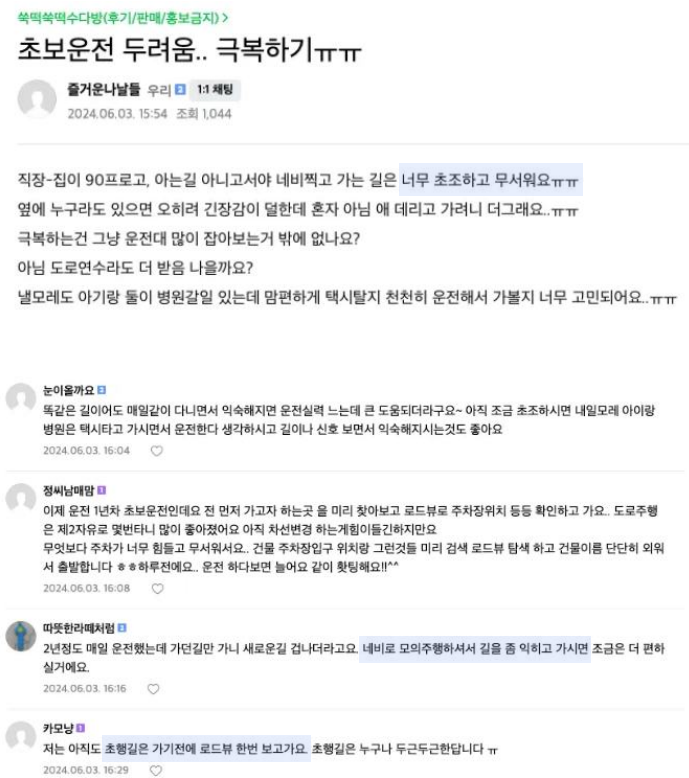 쑥떡쑥떡수다방(후기/판매/홍보금지) >
초보운전 두려움.. 극복하기ㅠㅠ
즐거운나날들 우리 2 1:1 채팅
2024.06.03. 15:54 조회 1,044
직장-집이 90프로고, 아는길 아니고서야 네비찍고 가는 길은 너무 초조하고 무서워요ㅠㅠ
옆에 누구라도 있으면 오히려 긴장감이 덜한데 혼자 아님 애 데리고 가려니 더그래요..ㅠㅠ
극복하는건 그냥 운전대 많이 잡아보는거 밖에 없나요?
아님 도로연수라도 더 받음 나을까요?
낼모레도 아기랑 둘이 병원갈일 있는데 맘편하게 택시탈지 천천히 운전해서 가볼지 너무 고민되어요..ㅠㅠ
눈이올까요 2
똑같은 길이어도 매일같이 다니면서 익숙해지면 운전실력 느는데 큰 도움되더라구요~ 아직 조금 초조하시면 내일모레 아이랑
병원은 택시타고 가시면서 운전한다 생각하시고 길이나 신호 보면서 익숙해지시는것도 좋아요
2024.06.03. 16:04
정씨남매맘 1
이제 운전 1년차 초보운전인데요 전 먼저 가고자 하는곳 을 미리 찾아보고 로드뷰로 주차장위치 등등 확인하고 가요.. 도로주행
은 제2자유로 몇번타니 많이 좋아졌어요 아직 차선변경 하는게힘이들긴하지만요
무엇보다 주차가 너무 힘들고 무서워서요.. 건물 주차장입구 위치랑 그런것들 미리 검색 로드뷰 탐색 하고 건물이름 단단히 외워
서 출발합니다 ㅎㅎ하루전에요.. 운전 하다보면 늘어요 같이 홧팅해요!!^^
2024.06.03. 16:08
따뜻한라떼처럼 2
2년정도 매일 운전했는데 가던길만 가니 새로운길 겁나더라고요. 네비로 모의주행하셔서 길을 좀 익히고 가시면 조금은 더 편하
실거에요.
2024.06.03. 16:16
카모냥 1
저는 아직도 초행길은 가기전에 로드뷰 한번 보고가요. 초행길은 누구나 두근두근한답니다 ㅠ
2024.06.03. 16:29